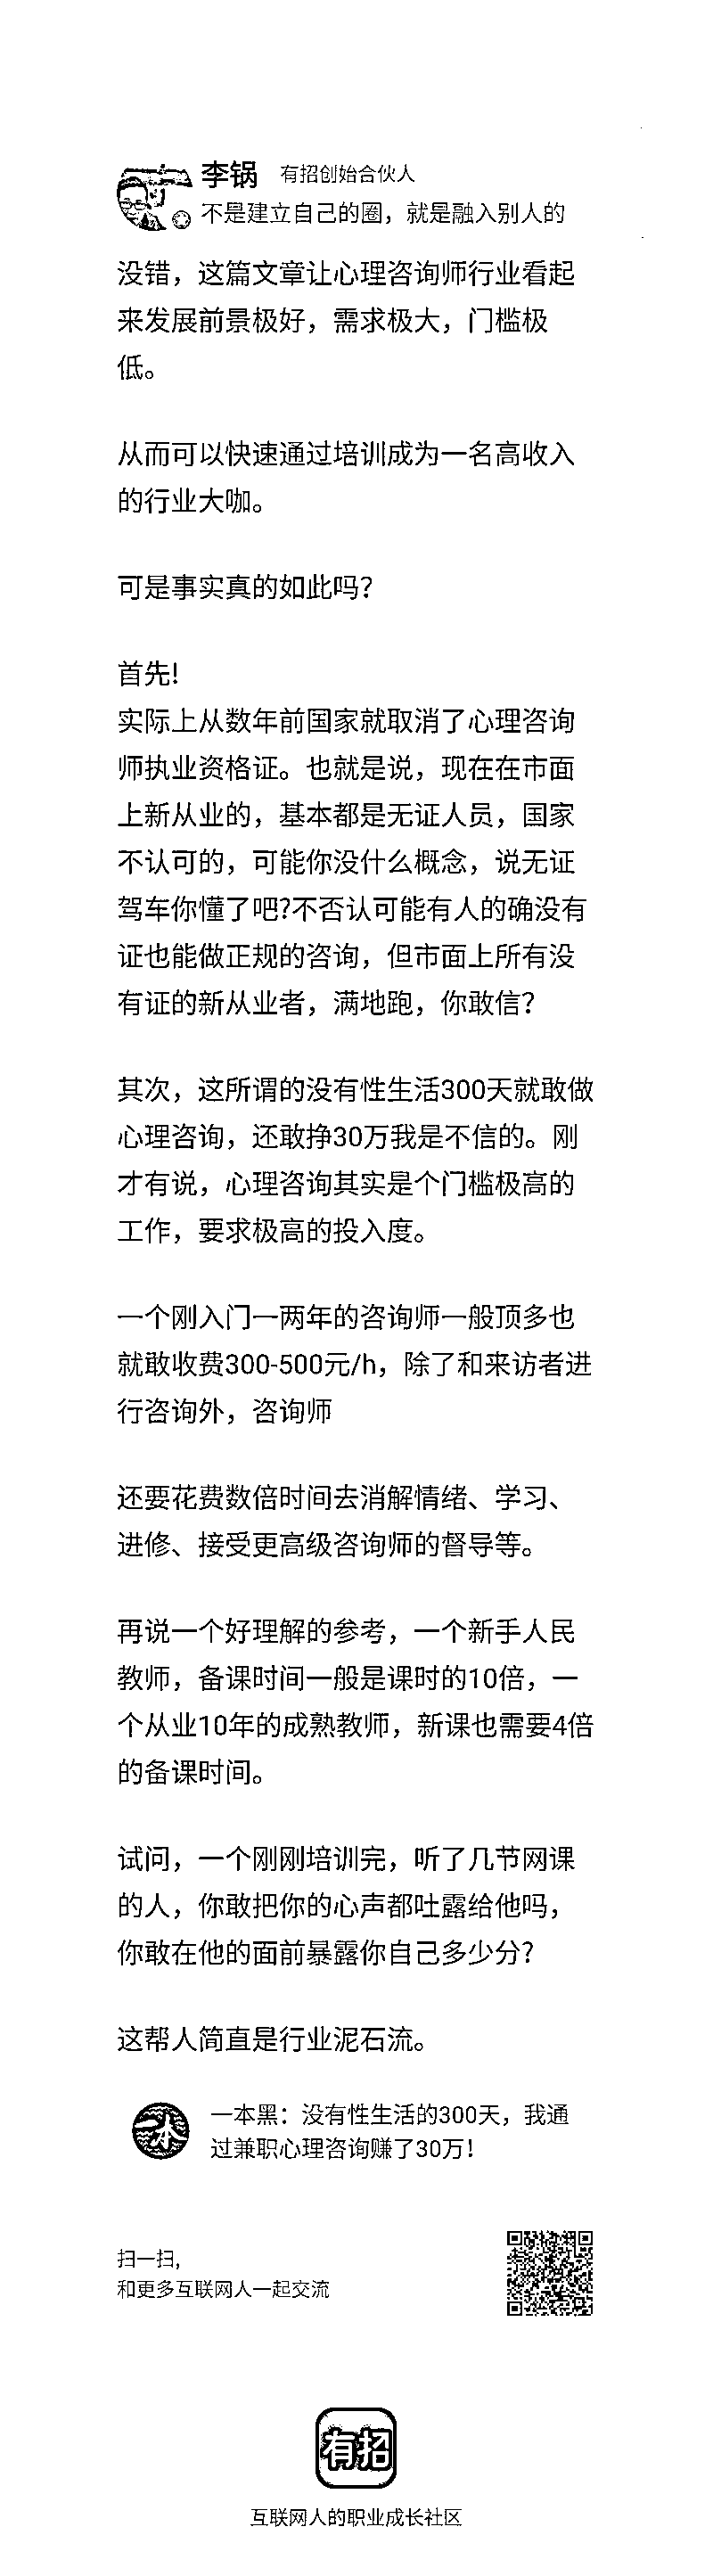 李锅 有招创始合伙人
不是建立自己的圈，就是融入别人的
没错，这篇文章让心理咨询师行业看起
来发展前景极好，需求极大，门槛极
低。
从而可以快速通过培训成为一名高收入
的行业大咖。
可是事实真的如此吗？
首先！
实际上从数年前国家就取消了心理咨询
师执业资格证。也就是说，现在在市面
上新从业的，基本都是无证人员，国家
不认可的，可能你没什么概念，说无证
驾车你懂了吧?不否认可能有人的确没有
证也能做正规的咨询，但市面上所有没
有证的新从业者，满地跑，你敢信？
其次，这所谓的没有性生活300天就敢做
心理咨询，还敢挣30万我是不信的。刚
才有说，心理咨询其实是个门槛极高的
工作，要求极高的投入度。
一个刚入门一两年的咨询师一般顶多也
就敢收费300-500元/h，除了和来访者进
行咨询外，咨询师
还要花费数倍时间去消解情绪、学习、
进修、接受更高级咨询师的督导等。
再说一个好理解的参考，一个新手人民
教师，备课时间一般是课时的10倍，一
个从业10年的成熟教师，新课也需要4倍
的备课时间。
试问，一个刚刚培训完，听了几节网课
的人，你敢把你的心声都吐露给他吗，
你敢在他的面前暴露你自己多少分？
这帮人简直是行业泥石流。
一本
一本黑：没有性生活的300天，我通
过兼职心理咨询赚了30万！
扫一扫，
和更多互联网人一起交流
有招
互联网人的职业成长社区